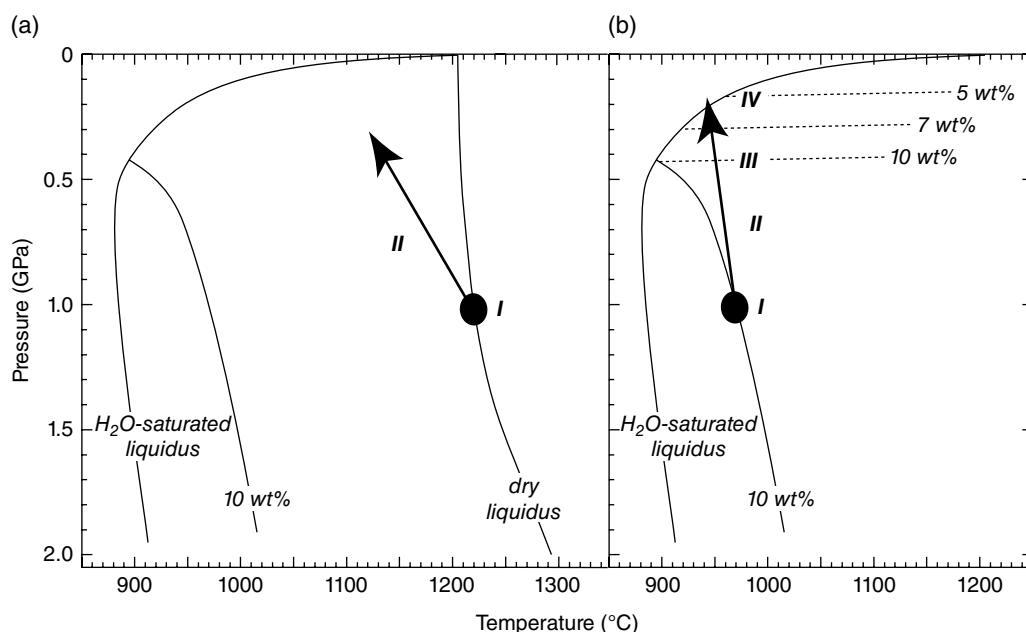 (a)
(b)
0
0.5
1.0
1.5
2.0
Pressure (GPa)
II
I
H₂O-saturated
liquidus
10 wt%
dry
liquidus
900
1000
1100
1200
1300
IV
5 wt%
7 wt%
III
10 wt%
II
I
H₂O-saturated
liquidus
10 wt%
900
1000
1100
1200
Temperature (°C)